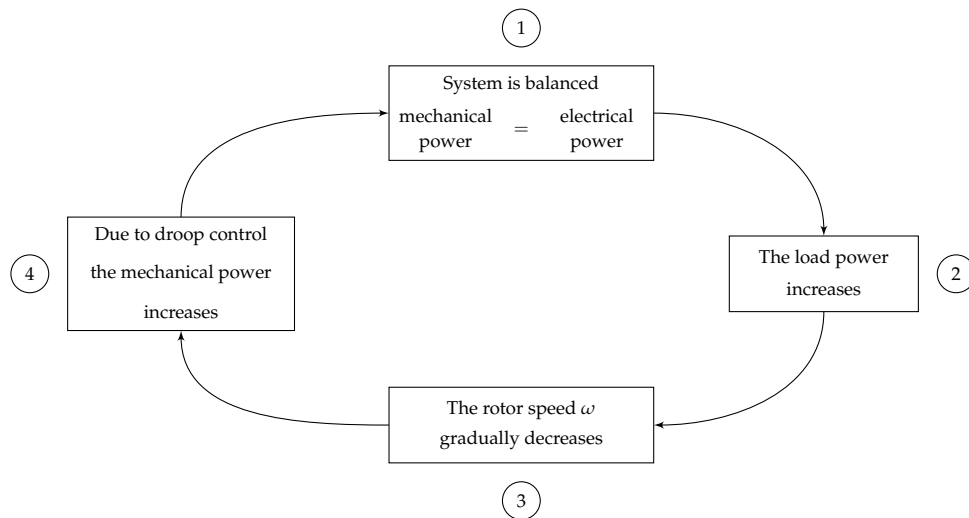 1
System is balanced
mechanical power = electrical power
2
The load power
increases
3
The rotor speed ω
gradually decreases
4
Due to droop control
the mechanical power
increases